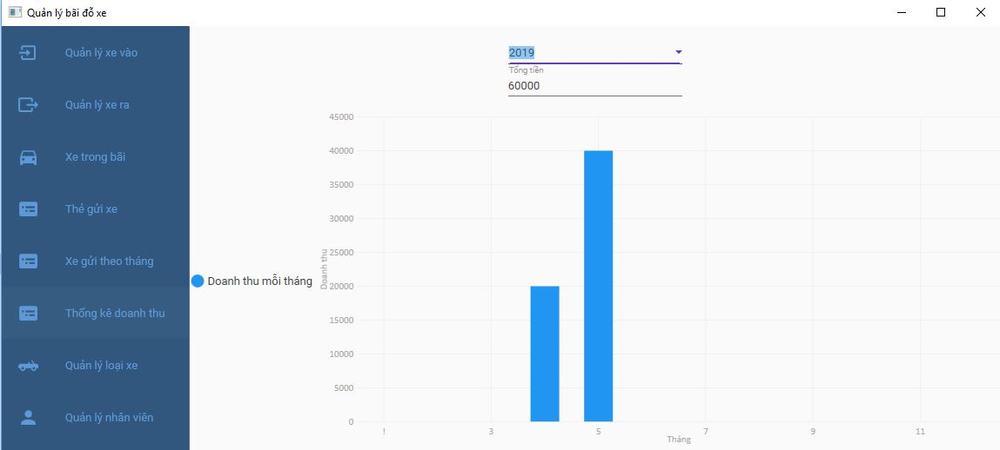 Quản lý bãi đỗ xe
Quản lý xe vào
Quản lý xe ra
Xe trong bãi
Thẻ gửi xe
Xe gửi theo tháng
Thống kê doanh thu
Quản lý loại xe
Quản lý nhân viên
2019
Tổng tiền
60000
Doanh thu mỗi tháng
Doanh thu
45000
40000
35000
30000
25000
20000
15000
10000
5000
0
! 3 5 7 9 11
Tháng